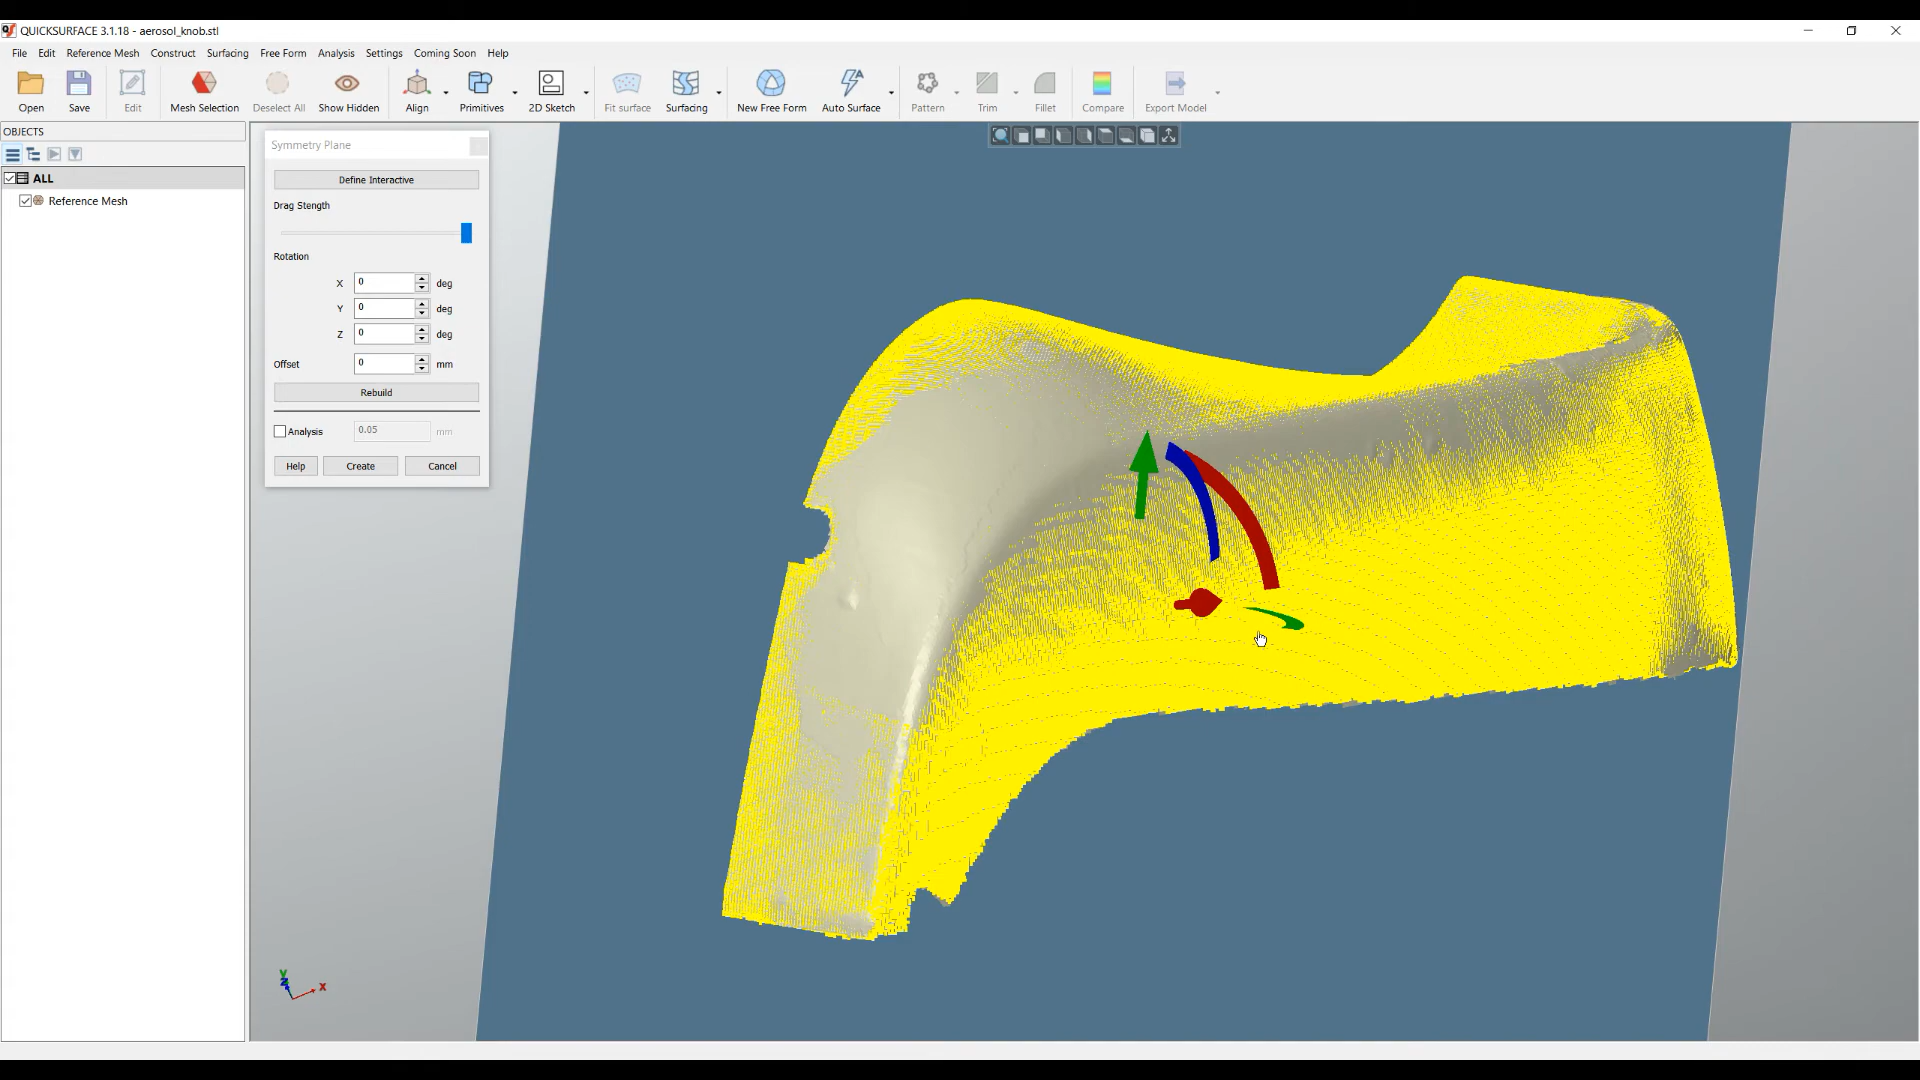 QUICKSURFACE 3.1.18 - aerosol_knob.stl
File Edit Reference Mesh Construct Surfacing Free Form Analysis Settings Coming Soon Help
Open Save Edit Mesh Selection Deselect All Show Hidden Align Primitives 2D Sketch Fit surface Surfacing New Free Form Auto Surface Pattern Trim Fillet Compare Export Model
OBJECTS
ALL
Reference Mesh
Symmetry Plane
Define Interactive
Drag Stength
Rotation
X 0 deg
Y 0 deg
Z 0 deg
Offset 0 mm
Rebuild
Analysis 0.05 mm
Help Create Cancel
Y
Z
X